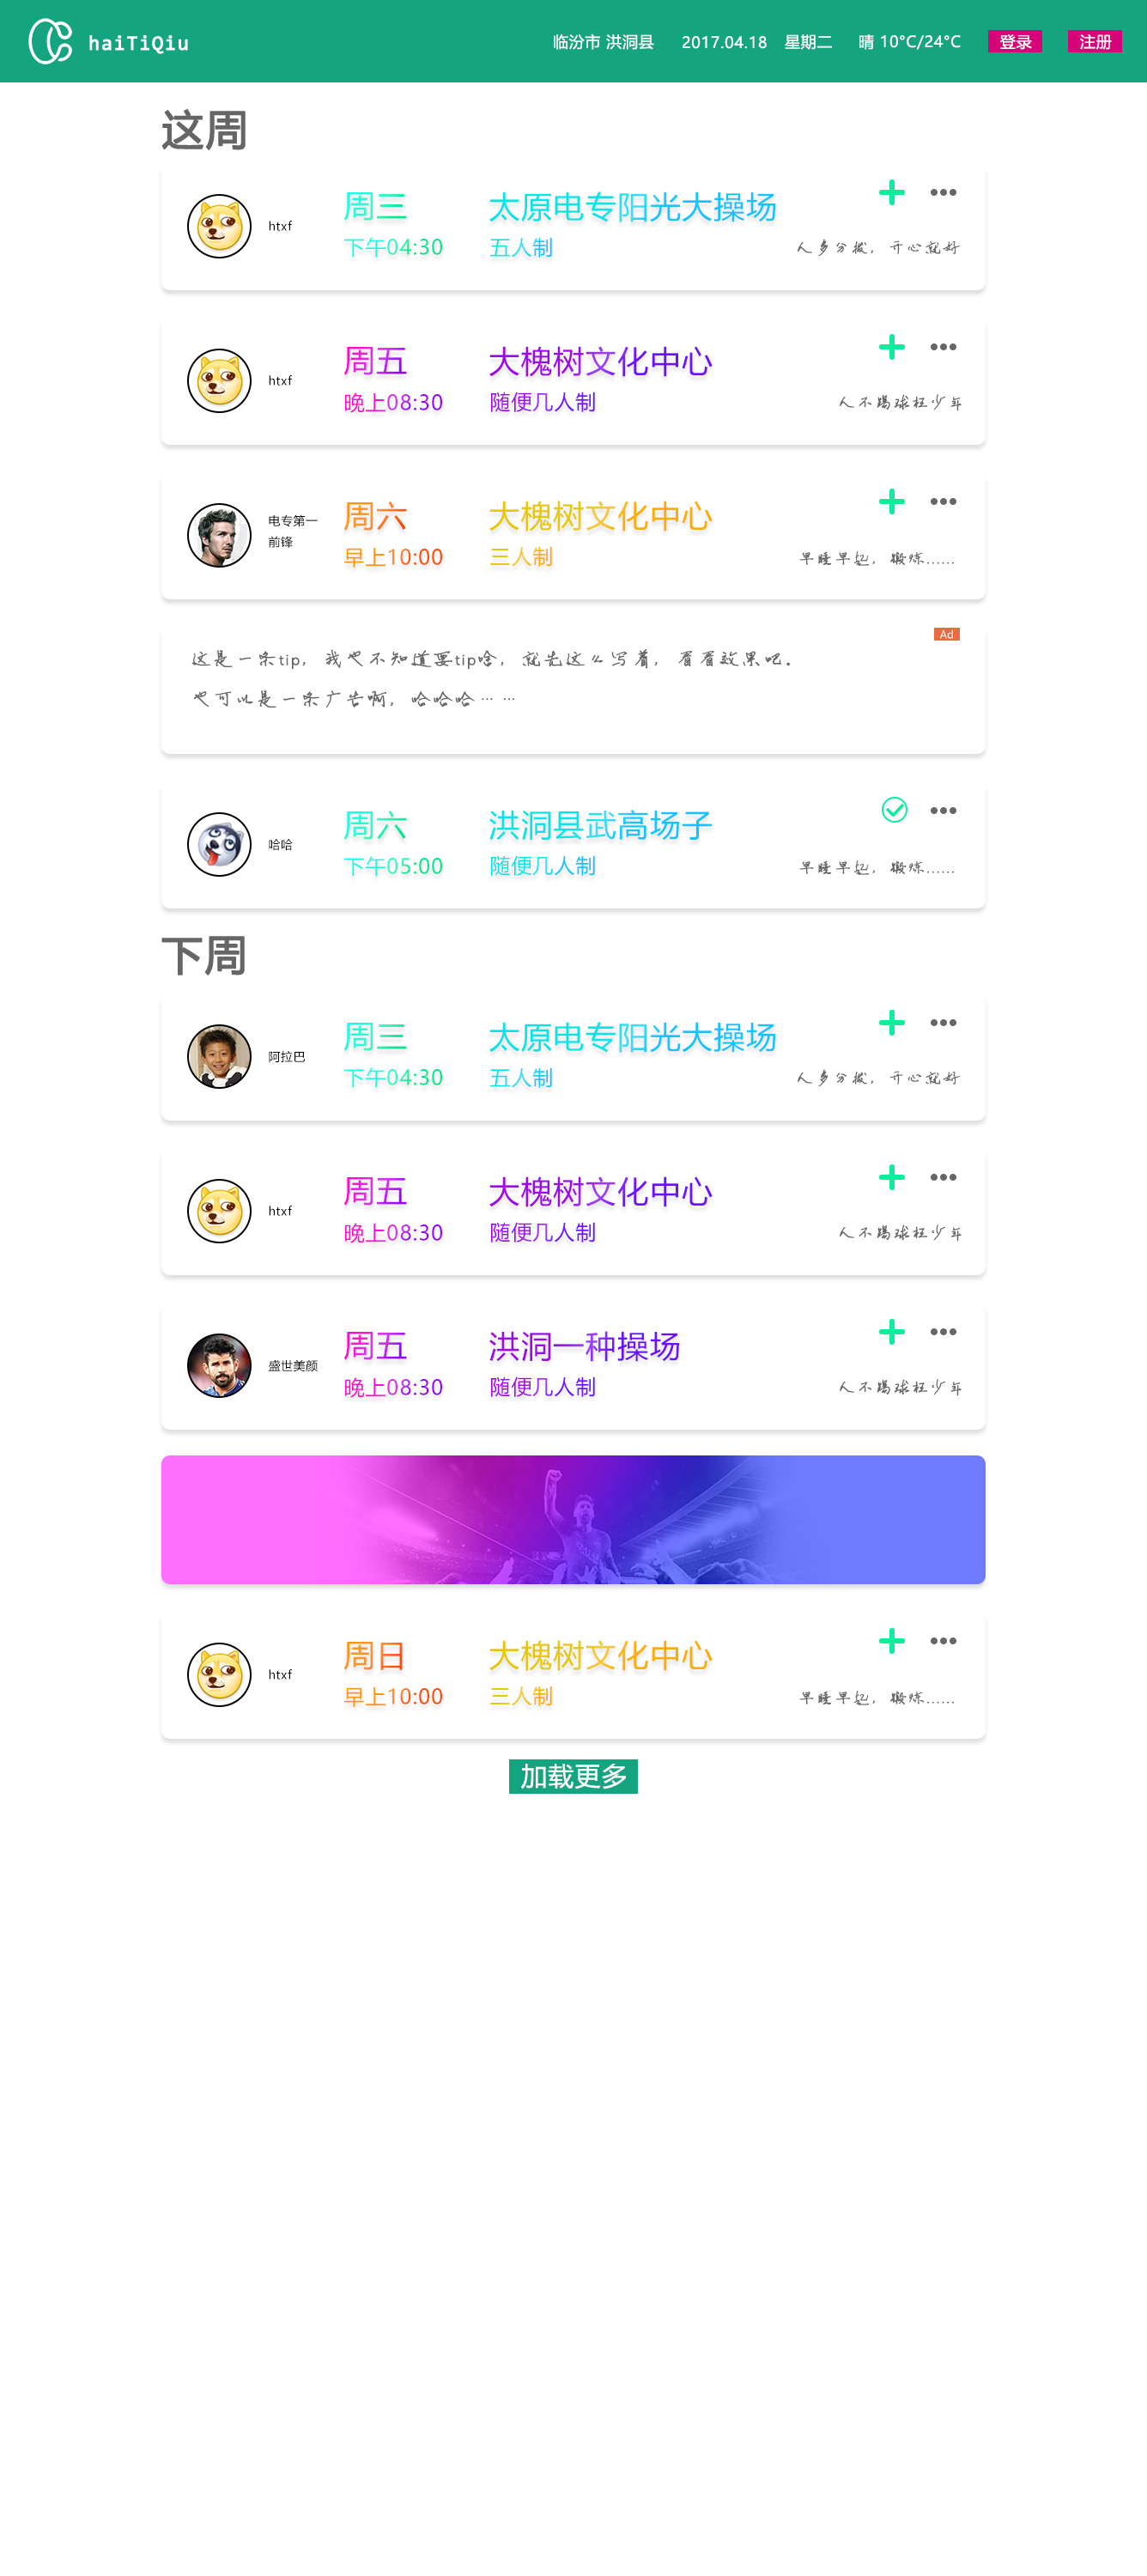 haiTiQiu 临汾市 洪洞县 2017.04.18 星期二 晴 10°C/24°C 登录 注册
这周
htxf
周三
下午04:30
太原电专阳光大操场
五人制
人多分拨，开心就好
htxf
周五
晚上08:30
大槐树文化中心
随便几人制
人不踢球枉少年
电专第一
前锋
周六
早上10:00
大槐树文化中心
三人制
早睡早起，锻炼……
Ad
这是一条tip，我也不知道要tip啥，就先这么写着，看看效果吧。
也可以是一条广告啊，哈哈哈… …
哈哈
周六
下午05:00
洪洞县武高场子
随便几人制
早睡早起，锻炼……
下周
阿拉巴
周三
下午04:30
太原电专阳光大操场
五人制
人多分拨，开心就好
htxf
周五
晚上08:30
大槐树文化中心
随便几人制
人不踢球枉少年
盛世美颜
周五
晚上08:30
洪洞一种操场
随便几人制
人不踢球枉少年
htxf
周日
早上10:00
大槐树文化中心
三人制
早睡早起，锻炼……
加载更多